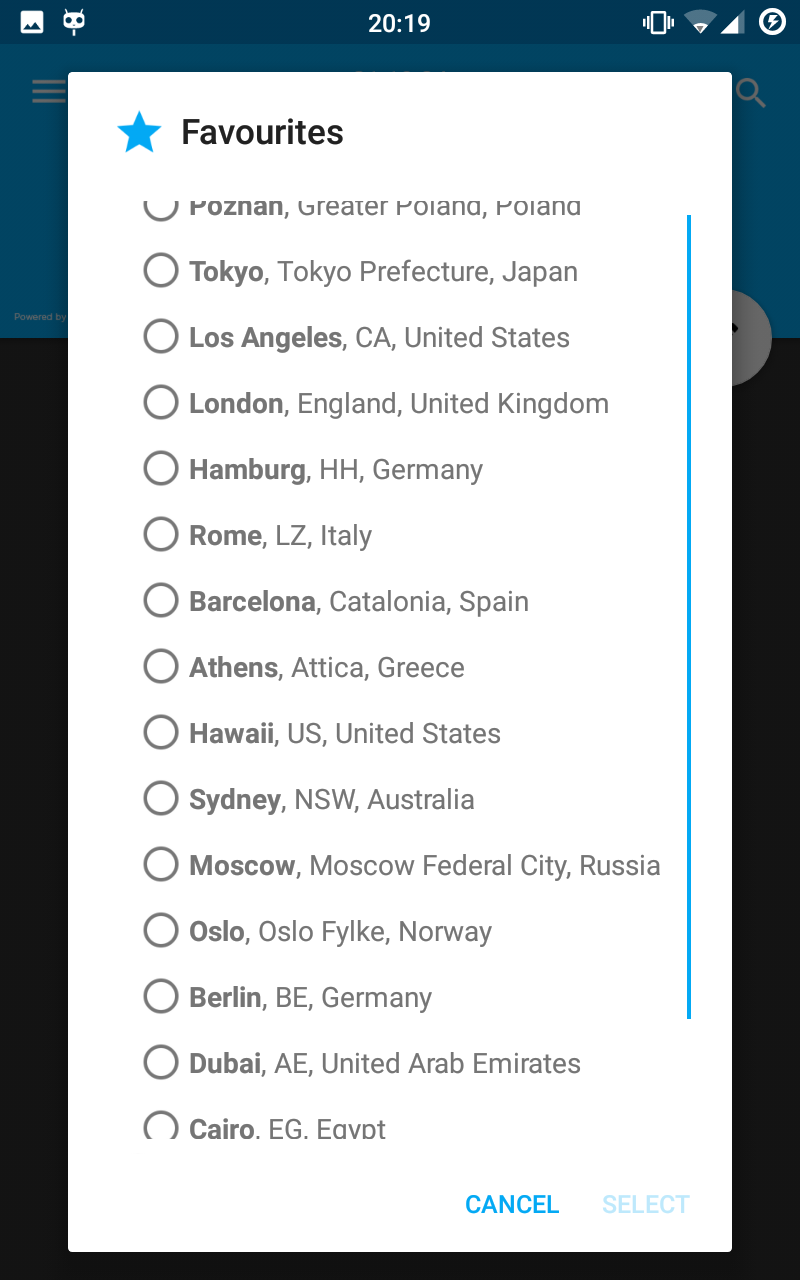 20:19
Favourites
Poznań, Greater Poland, Poland
Tokyo, Tokyo Prefecture, Japan
Los Angeles, CA, United States
London, England, United Kingdom
Hamburg, HH, Germany
Rome, LZ, Italy
Barcelona, Catalonia, Spain
Athens, Attica, Greece
Hawaii, US, United States
Sydney, NSW, Australia
Moscow, Moscow Federal City, Russia
Oslo, Oslo Fylke, Norway
Berlin, BE, Germany
Dubai, AE, United Arab Emirates
Cairo, EG, Egypt
Powered by
CANCEL SELECT